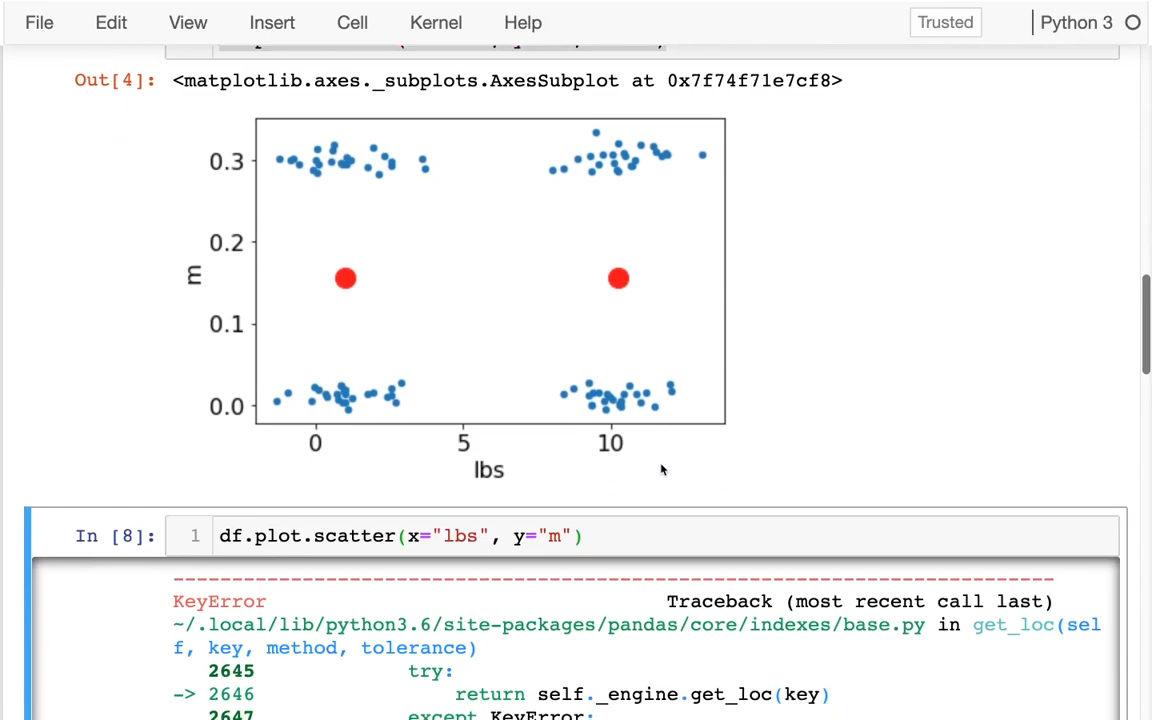 File Edit View Insert Cell Kernel Help Trusted Python 3
Out[4]: <matplotlib.axes._subplots.AxesSubplot at 0x7f74f71e7cf8>
0.3
0.2
m
0.1
0.0
0 5 10
lbs
In [8]: 1 df.plot.scatter(x="lbs", y="m")
---------------------------------------------------------------------------
KeyError Traceback (most recent call last)
~/.local/lib/python3.6/site-packages/pandas/core/indexes/base.py in get_loc(sel
f, key, method, tolerance)
2645 try:
-> 2646 return self._engine.get_loc(key)
2647 except KeyError: